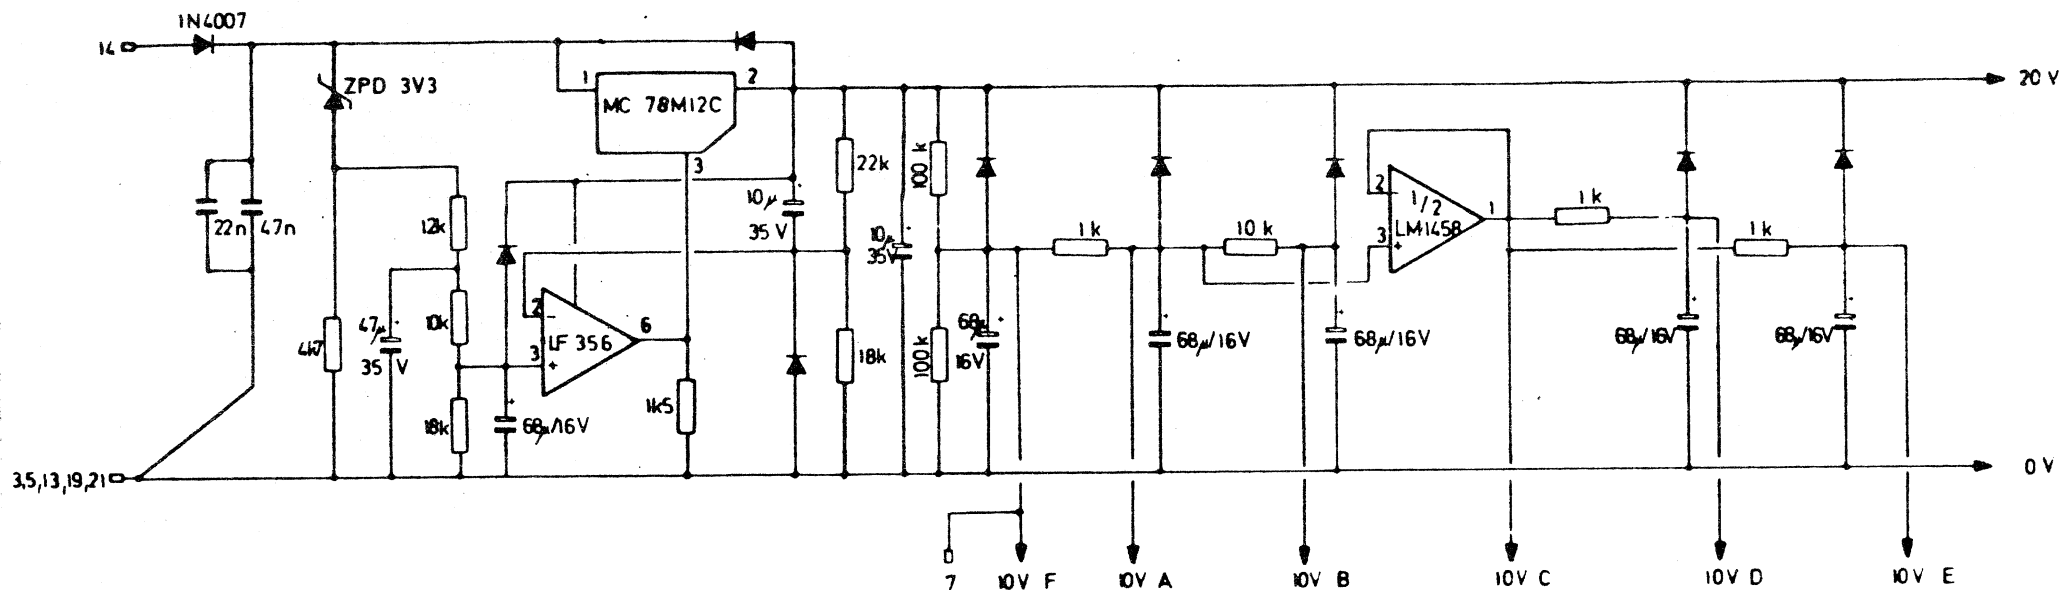 1N4007
14
ZPD 3V3
1
2
MC 78M12C
3
20 V
22n
47n
12k
10µ
35 V
22k
10µ
35V
100 k
1k
10 k
2
1/2
LM1458
3
+
1
1 k
1 k
4k7
47µ
35 V
10k
2
-
LF 356
3
+
6
18k
100k
68µ
16V
68µ/16V
68µ/16V
68µ/16V
68µ/16V
18k
68µ/16V
1k5
3,5,13,19,21
0 V
7
10V F
10V A
10V B
10V C
10V D
10V E